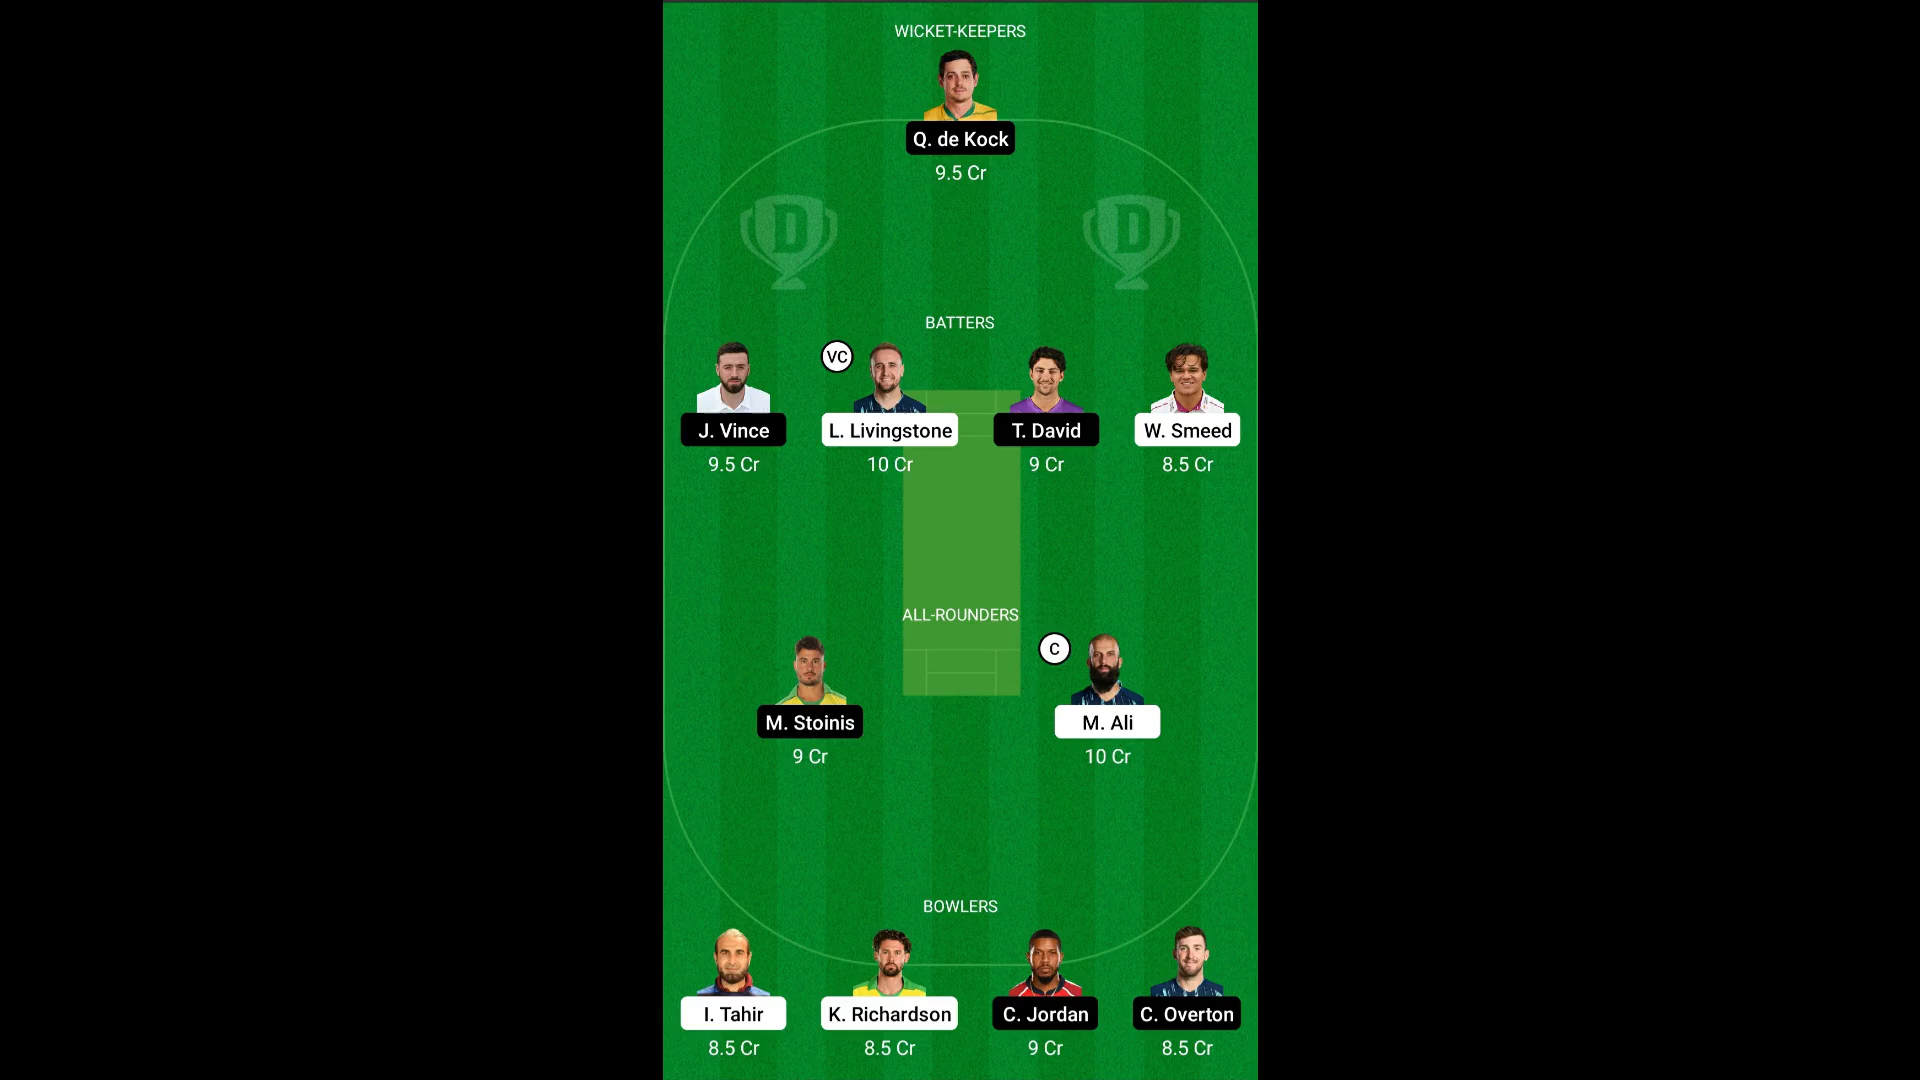 WICKET-KEEPERS
Q. de Kock
9.5 Cr
D D
BATTERS
VC
J. Vince L. Livingstone T. David W. Smeed
9.5 Cr 10 Cr 9 Cr 8.5 Cr
ALL-ROUNDERS
C
M. Stoinis M. Ali
9 Cr 10 Cr
BOWLERS
I. Tahir K. Richardson C. Jordan C. Overton
8.5 Cr 8.5 Cr 9 Cr 8.5 Cr